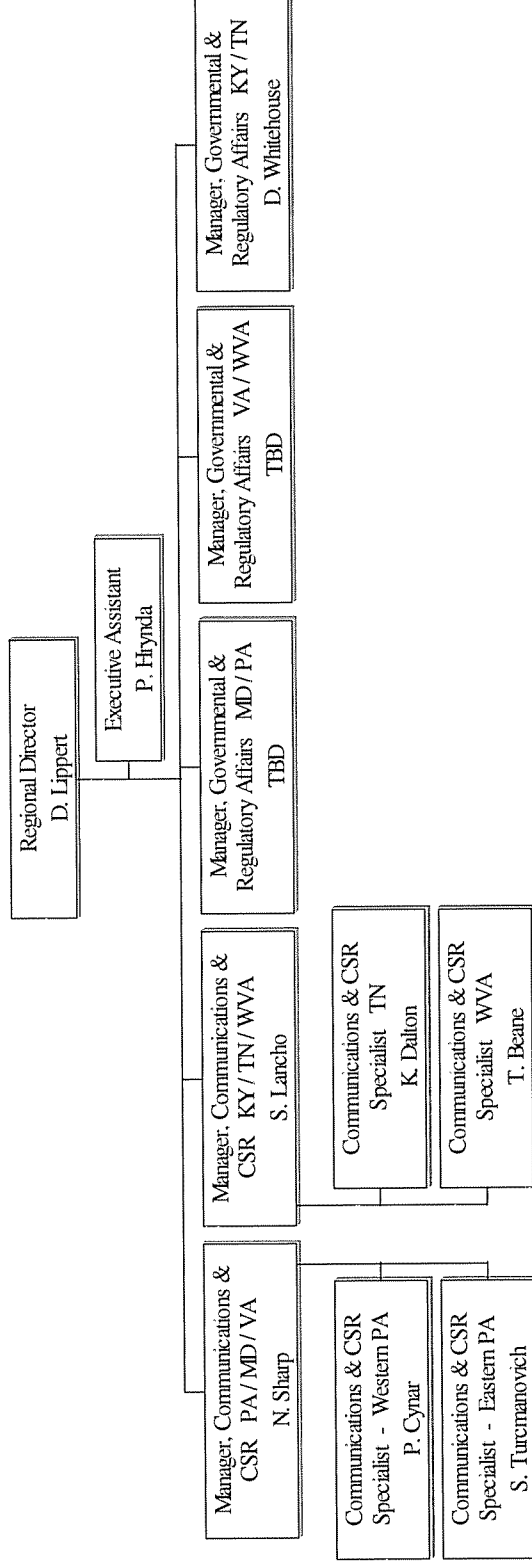 Regional Director
D. Lippert
Executive Assistant
P. Hrynda
Manager, Communications &
CSR PA / MD / VA
N. Sharp
Manager, Communications &
CSR KY / TN / WVA
S. Lancho
Manager, Governmental &
Regulatory Affairs MD / PA
TBD
Manager, Governmental &
Regulatory Affairs VA / WVA
TBD
Manager, Governmental &
Regulatory Affairs KY / TN
D. Whitehouse
Communications & CSR
Specialist - Western PA
P. Cynar
Communications & CSR
Specialist - Eastern PA
S. Turcmanovich
Communications & CSR
Specialist TN
K. Dalton
Communications & CSR
Specialist WVA
T. Beane